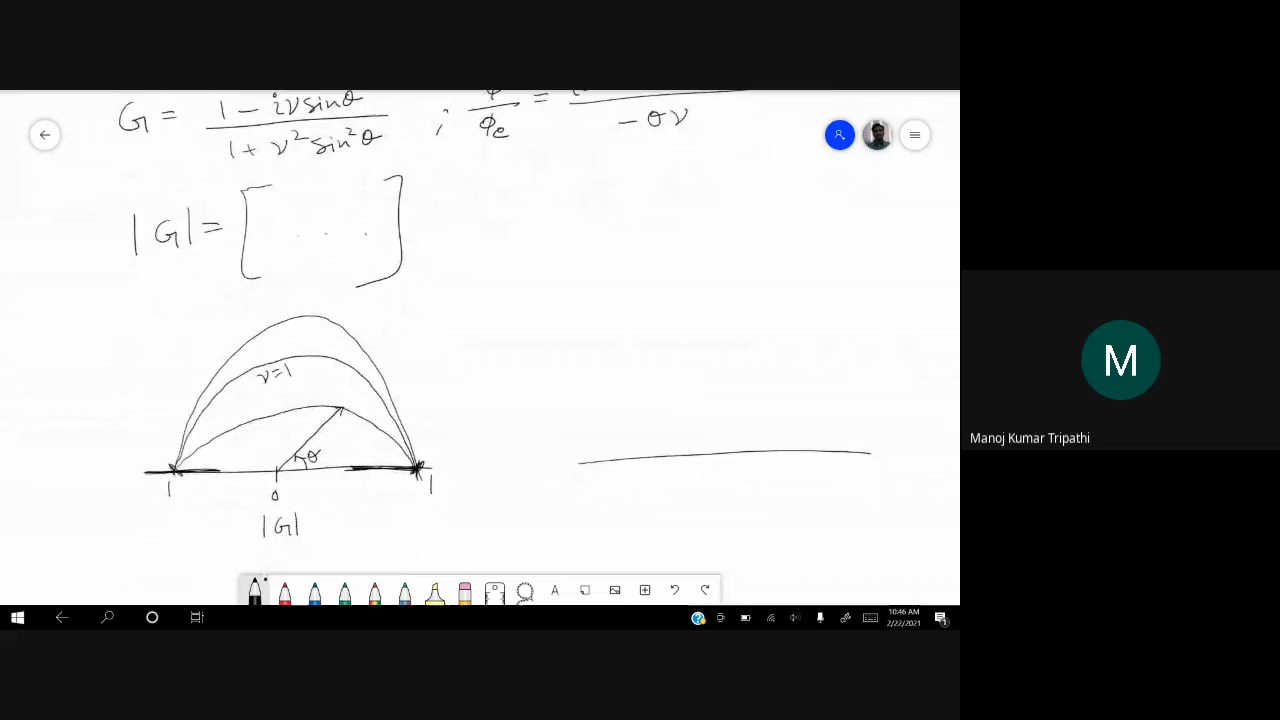 G = 1 - iν sinθ / 1 + ν² sin²θ ; φ / φe = / - θν
|G| = [ . . . ]
ν=1
θ
1 0 1
|G|
M
Manoj Kumar Tripathi
A
10:46 AM
2/22/2021